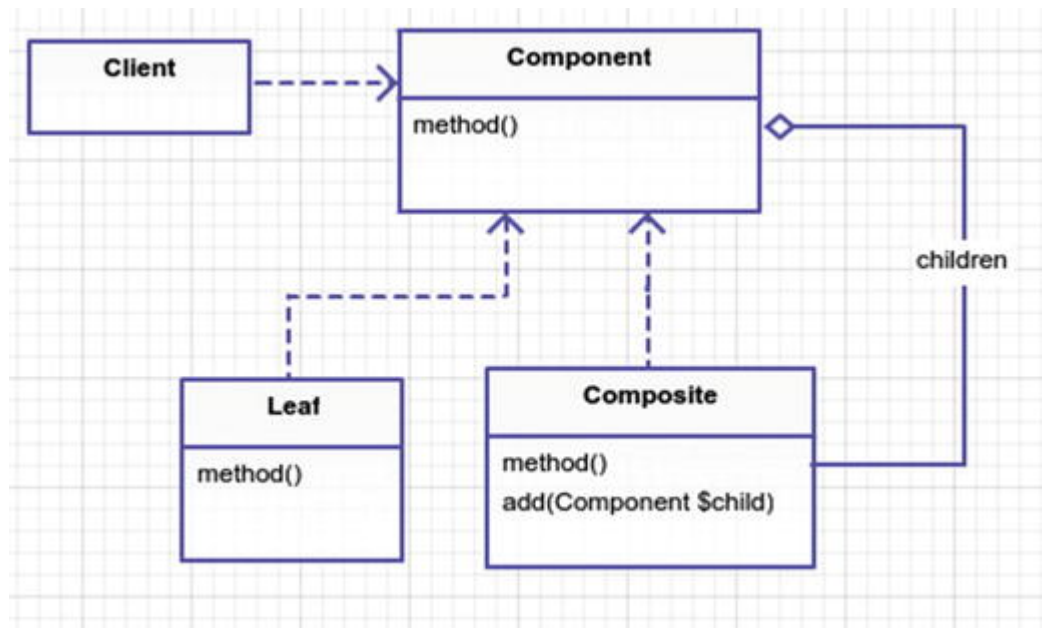 Client
Component
method()
children
Leaf
method()
Composite
method()
add(Component $child)